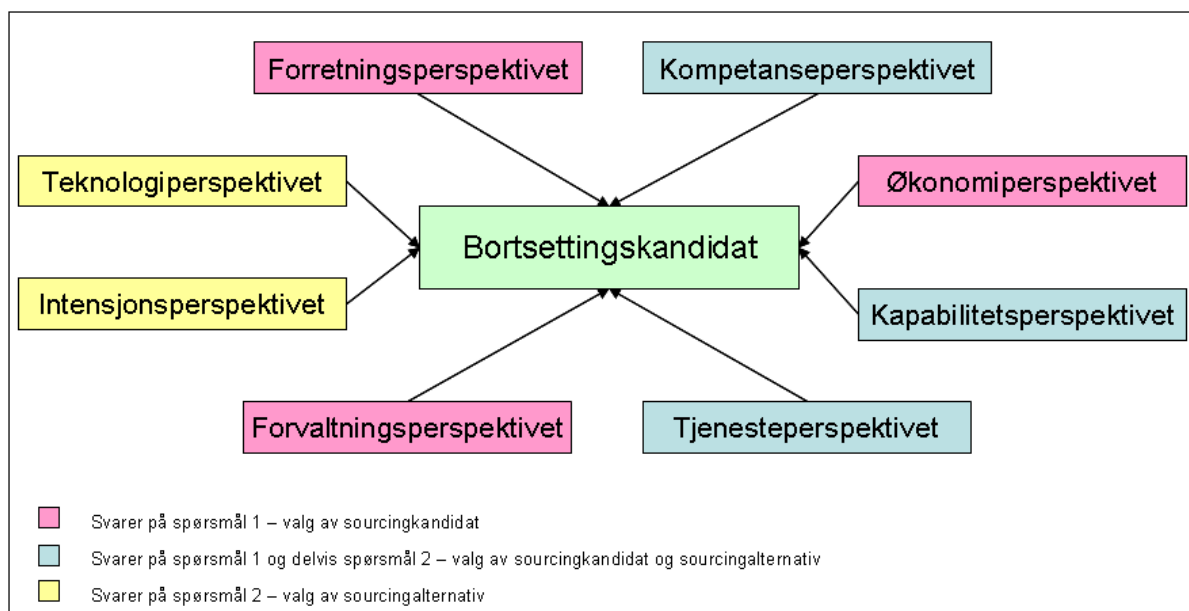 Forretningsperspektivet
Kompetanseperspektivet
Teknologiperspektivet
Økonomiperspektivet
Bortsettingskandidat
Intensjonsperspektivet
Kapabilitetsperspektivet
Forvaltningsperspektivet
Tjenesteperspektivet
Svarer på spørsmål 1 – valg av sourcingkandidat
Svarer på spørsmål 1 og delvis spørsmål 2 – valg av sourcingkandidat og sourcingalternativ
Svarer på spørsmål 2 – valg av sourcingalternativ